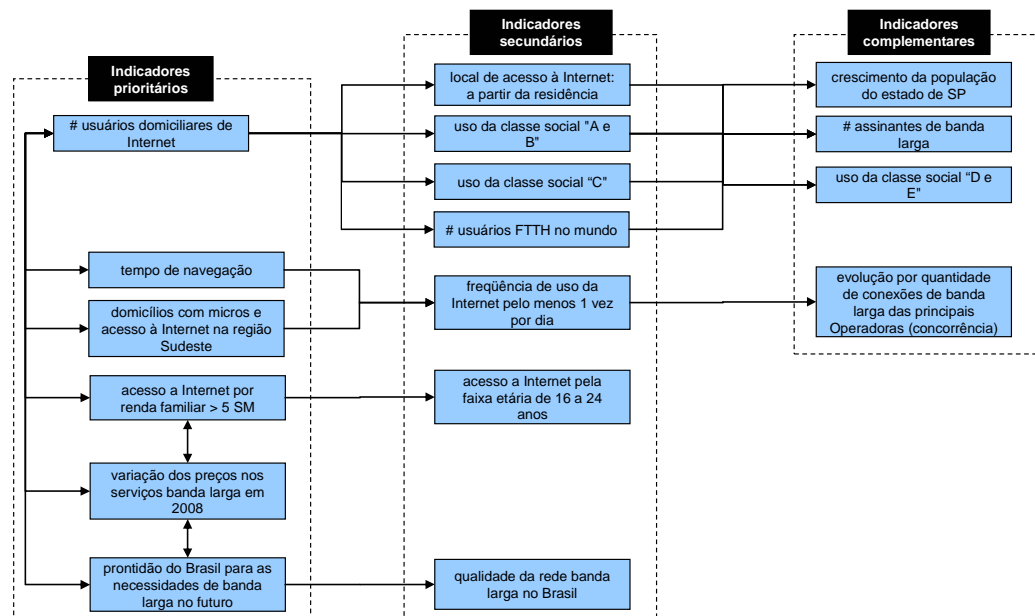 Indicadores
prioritários
# usuários domiciliares de
Internet
tempo de navegação
domicílios com micros e
acesso à Internet na região
Sudeste
acesso a Internet por
renda familiar > 5 SM
variação dos preços nos
serviços banda larga em
2008
prontidão do Brasil para as
necessidades de banda
larga no futuro
Indicadores
secundários
local de acesso à Internet:
a partir da residência
uso da classe social "A e
B"
uso da classe social “C”
# usuários FTTH no mundo
freqüência de uso da
Internet pelo menos 1 vez
por dia
acesso a Internet pela
faixa etária de 16 a 24
anos
qualidade da rede banda
larga no Brasil
Indicadores
complementares
crescimento da população
do estado de SP
# assinantes de banda
larga
uso da classe social “D e
E”
evolução por quantidade
de conexões de banda
larga das principais
Operadoras (concorrência)